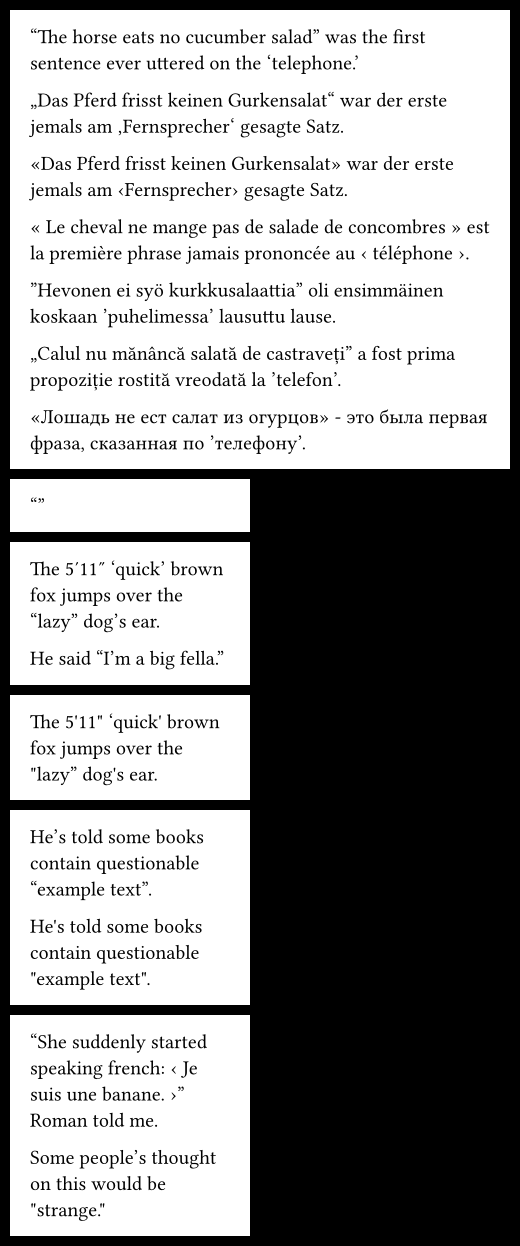 “The horse eats no cucumber salad” was the first
sentence ever uttered on the ‘telephone.’
„Das Pferd frisst keinen Gurkensalat“ war der erste
jemals am ‚Fernsprecher‘ gesagte Satz.
«Das Pferd frisst keinen Gurkensalat» war der erste
jemals am ‹Fernsprecher› gesagte Satz.
« Le cheval ne mange pas de salade de concombres » est
la première phrase jamais prononcée au ‹ téléphone ›.
”Hevonen ei syö kurkkusalaattia” oli ensimmäinen
koskaan ’puhelimessa’ lausuttu lause.
„Calul nu mănâncă salată de castraveți” a fost prima
propoziție rostită vreodată la ’telefon’.
«Лошадь не ест салат из огурцов» - это была первая
фраза, сказанная по ’телефону’.
“”
The 5′11″ ‘quick’ brown
fox jumps over the
“lazy” dog’s ear.
He said “I’m a big fella.”
The 5'11" ‘quick' brown
fox jumps over the
"lazy” dog's ear.
He’s told some books
contain questionable
“example text”.
He's told some books
contain questionable
"example text".
“She suddenly started
speaking french: ‹ Je
suis une banane. ›”
Roman told me.
Some people’s thought
on this would be
"strange."